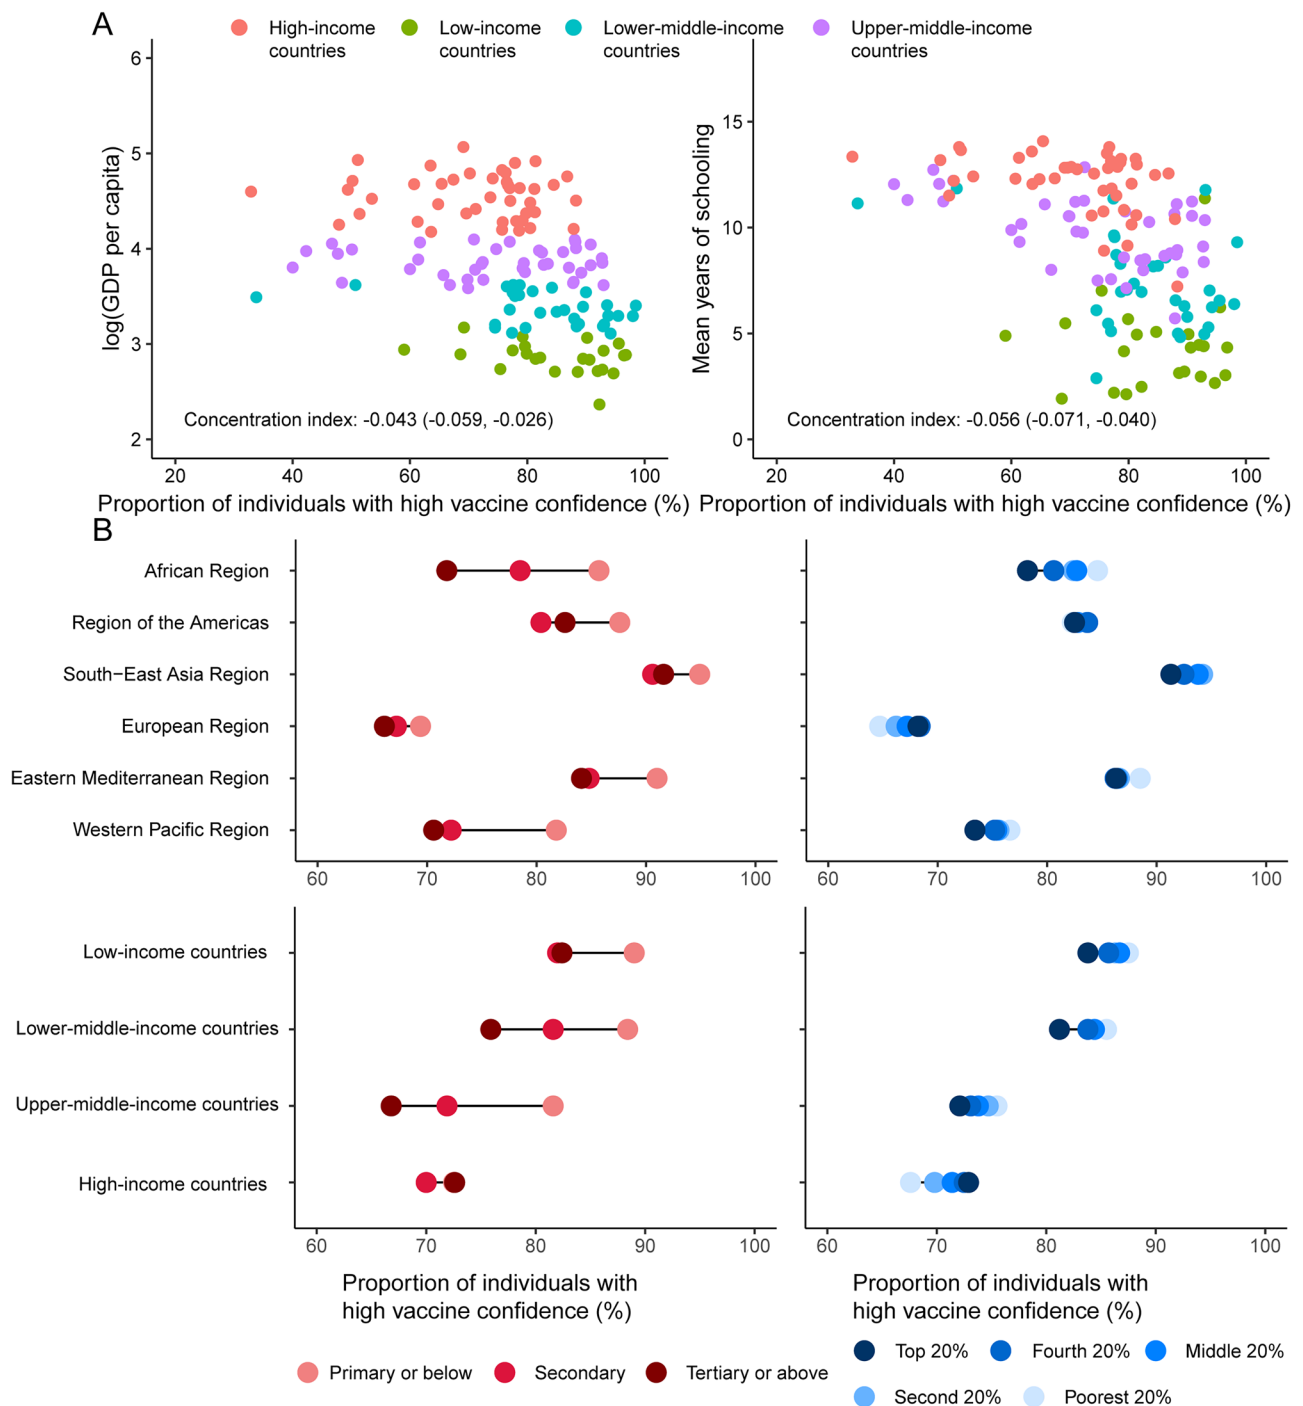 A
High-income countries
Low-income countries
Lower-middle-income countries
Upper-middle-income countries
log(GDP per capita)
6
5
4
3
2
Concentration index: -0.043 (-0.059, -0.026)
20 40 60 80 100
Proportion of individuals with high vaccine confidence (%)
Mean years of schooling
15
10
5
0
Concentration index: -0.056 (-0.071, -0.040)
20 40 60 80 100
Proportion of individuals with high vaccine confidence (%)
B
African Region
Region of the Americas
South−East Asia Region
European Region
Eastern Mediterranean Region
Western Pacific Region
60 70 80 90 100
60 70 80 90 100
Low-income countries
Lower-middle-income countries
Upper-middle-income countries
High-income countries
60 70 80 90 100
60 70 80 90 100
Proportion of individuals with
high vaccine confidence (%)
Proportion of individuals with
high vaccine confidence (%)
Primary or below Secondary Tertiary or above
Top 20% Fourth 20% Middle 20%
Second 20% Poorest 20%